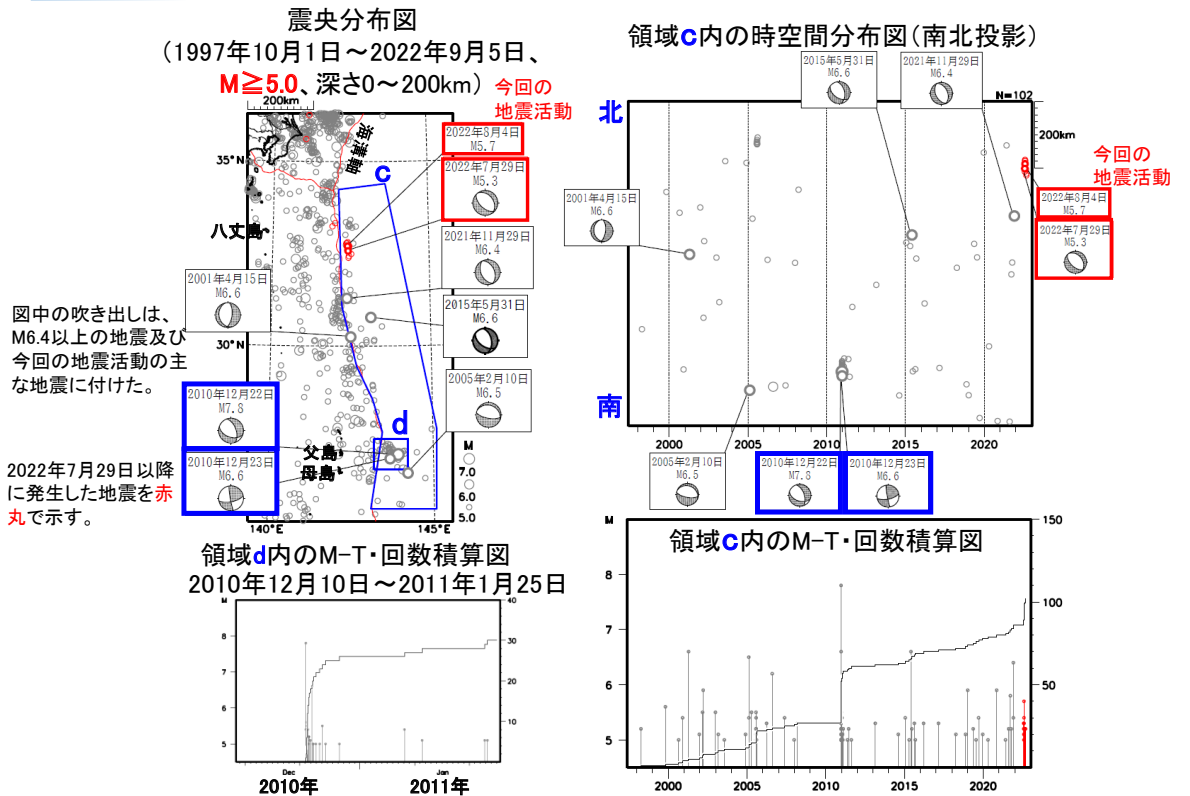 震央分布図
（1997年10月1日～2022年9月5日、
M≧5.0、深さ0～200km）
今回の
地震活動
200km
35°N
30°N
140°E
145°E
海溝軸
c
d
八丈島
父島
母島
2022年8月4日
M5.7
2022年7月29日
M5.3
2021年11月29日
M6.4
2001年4月15日
M6.6
2015年5月31日
M6.6
2005年2月10日
M6.5
2010年12月22日
M7.8
2010年12月23日
M6.6
M
7.0
6.0
5.0
図中の吹き出しは、
M6.4以上の地震及び
今回の地震活動の主
な地震に付けた。
2022年7月29日以降
に発生した地震を赤
丸で示す。
領域c内の時空間分布図（南北投影）
2015年5月31日
M6.6
2021年11月29日
M6.4
N=102
北
南
200km
今回の
地震活動
2001年4月15日
M6.6
2022年8月4日
M5.7
2022年7月29日
M5.3
2000
2005
2010
2015
2020
2005年2月10日
M6.5
2010年12月22日
M7.8
2010年12月23日
M6.6
領域d内のM-T・回数積算図
2010年12月10日～2011年1月25日
M
8
7
6
5
40
30
20
10
Dec
Jan
2010年
2011年
領域c内のM-T・回数積算図
M
8
7
6
5
150
100
50
2000
2005
2010
2015
2020